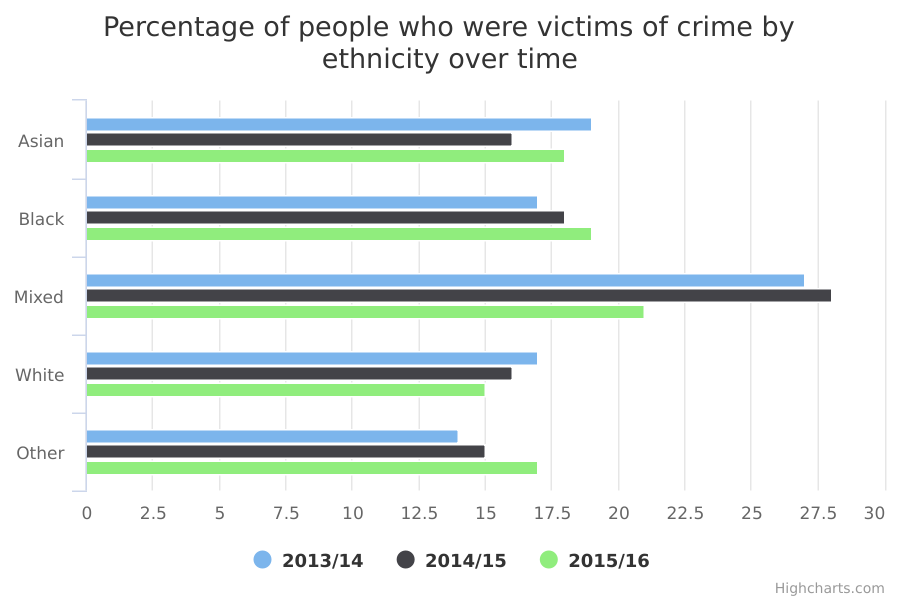 Percentage of people who were victims of crime by
ethnicity over time
Asian
Black
Mixed
White
Other
0 2.5 5 7.5 10 12.5 15 17.5 20 22.5 25 27.5 30
2013/14 2014/15 2015/16
Highcharts.com